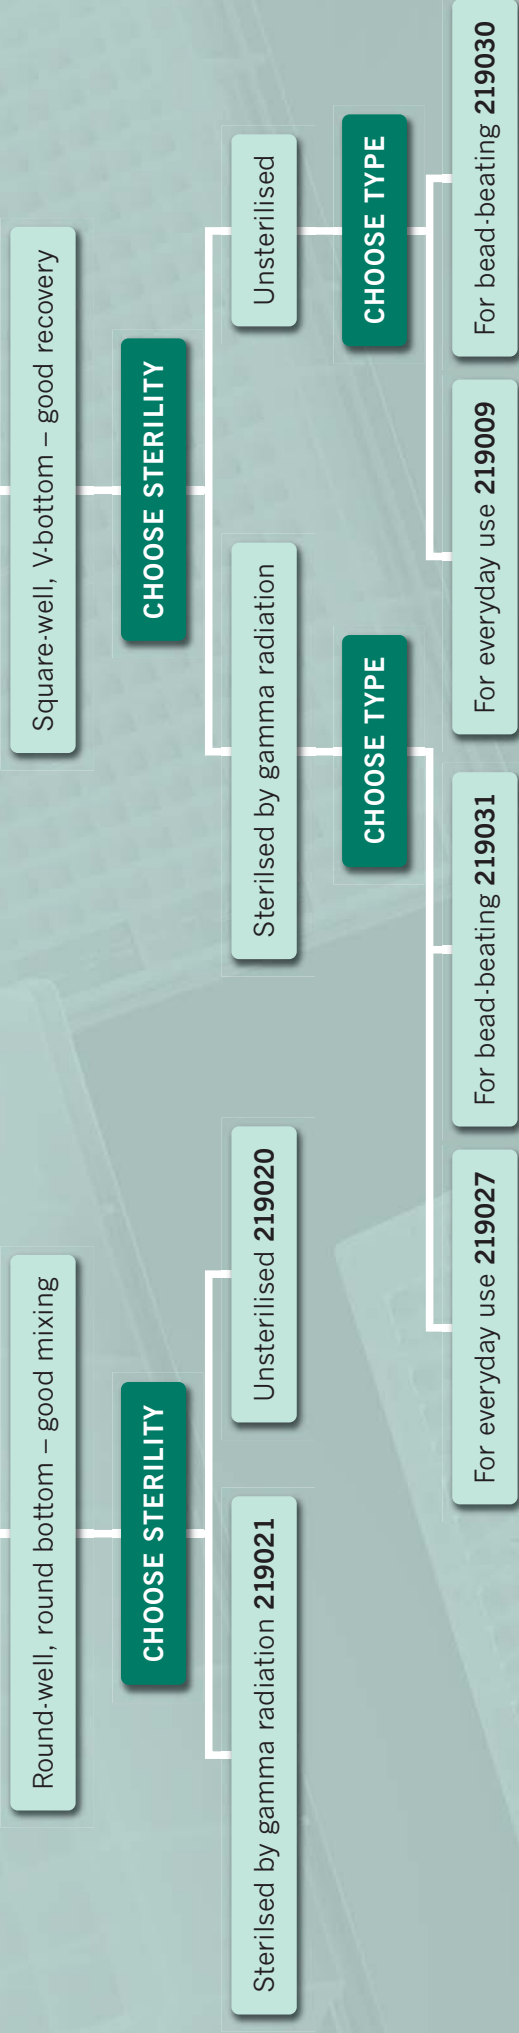 Round-well, round bottom – good mixing
Square-well, V-bottom – good recovery
CHOOSE STERILITY
CHOOSE STERILITY
Sterilsed by gamma radiation 219021
Unsterilised 219020
Sterilsed by gamma radiation
Unsterilised
CHOOSE TYPE
CHOOSE TYPE
For everyday use 219027
For bead-beating 219031
For everyday use 219009
For bead-beating 219030